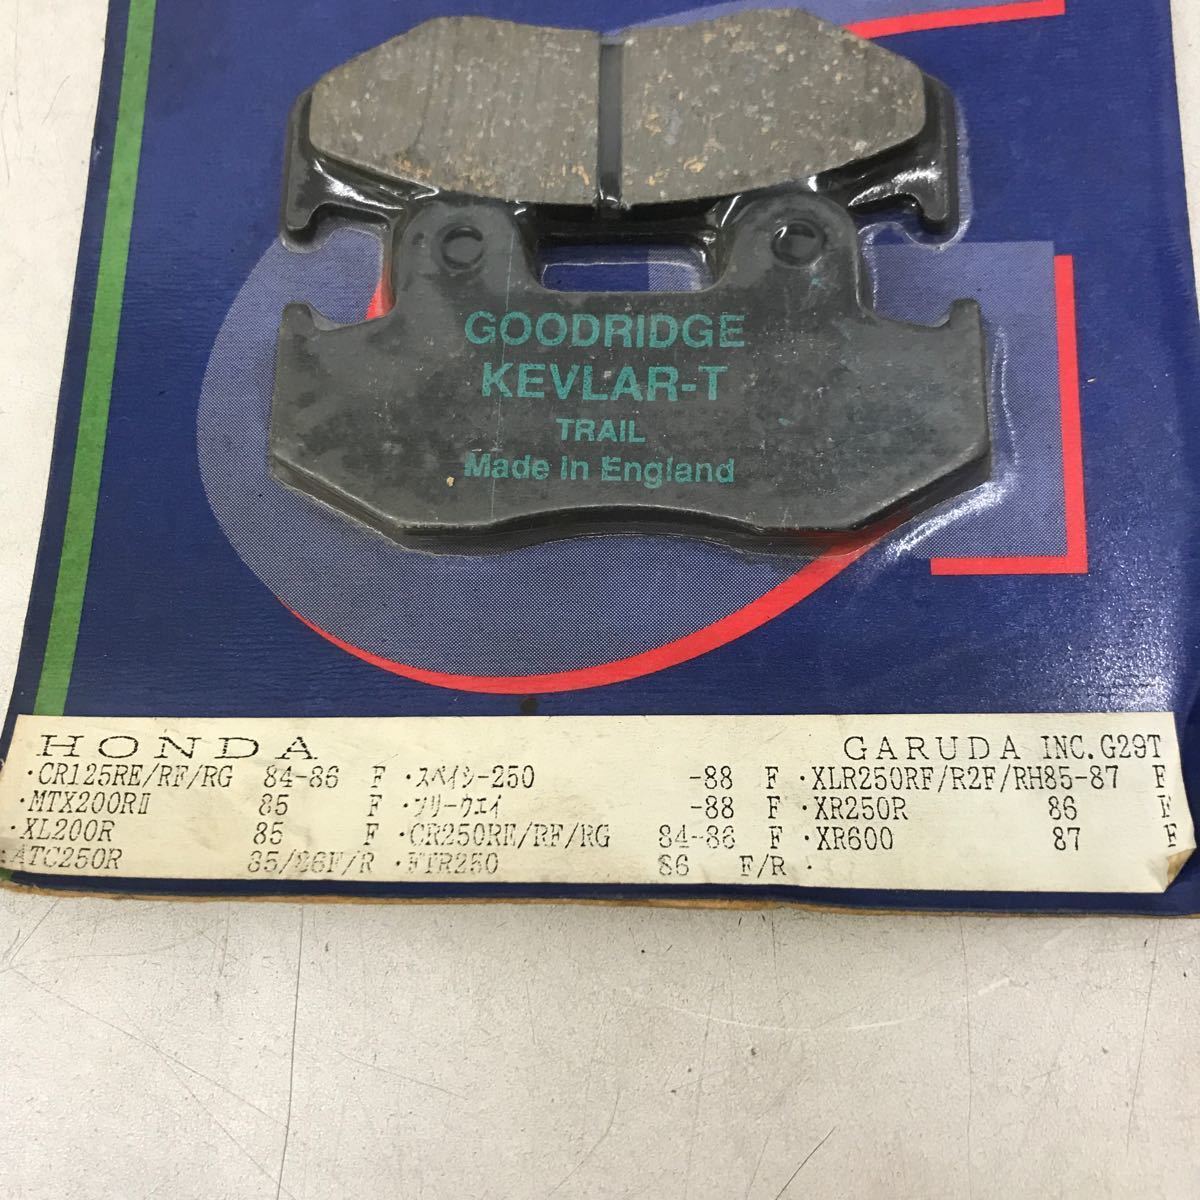 GOODRIDGE
KEVLAR-T
TRAIL
Made in England
HONDA GARUDA INC. G29T
・CR125RE/RF/RG 84-86 F ・スペイシー250 -88 F ・XLR250RF/R2F/RH85-87 F
・MTX200RⅡ 85 F ・フリーウエイ -88 F ・XR250R 86 F
・XL200R 85 F ・CR250RE/RF/RG 84-86 F ・XR600 87 F
・ATC250R 85/86F/R ・FTR250 86 F/R ・